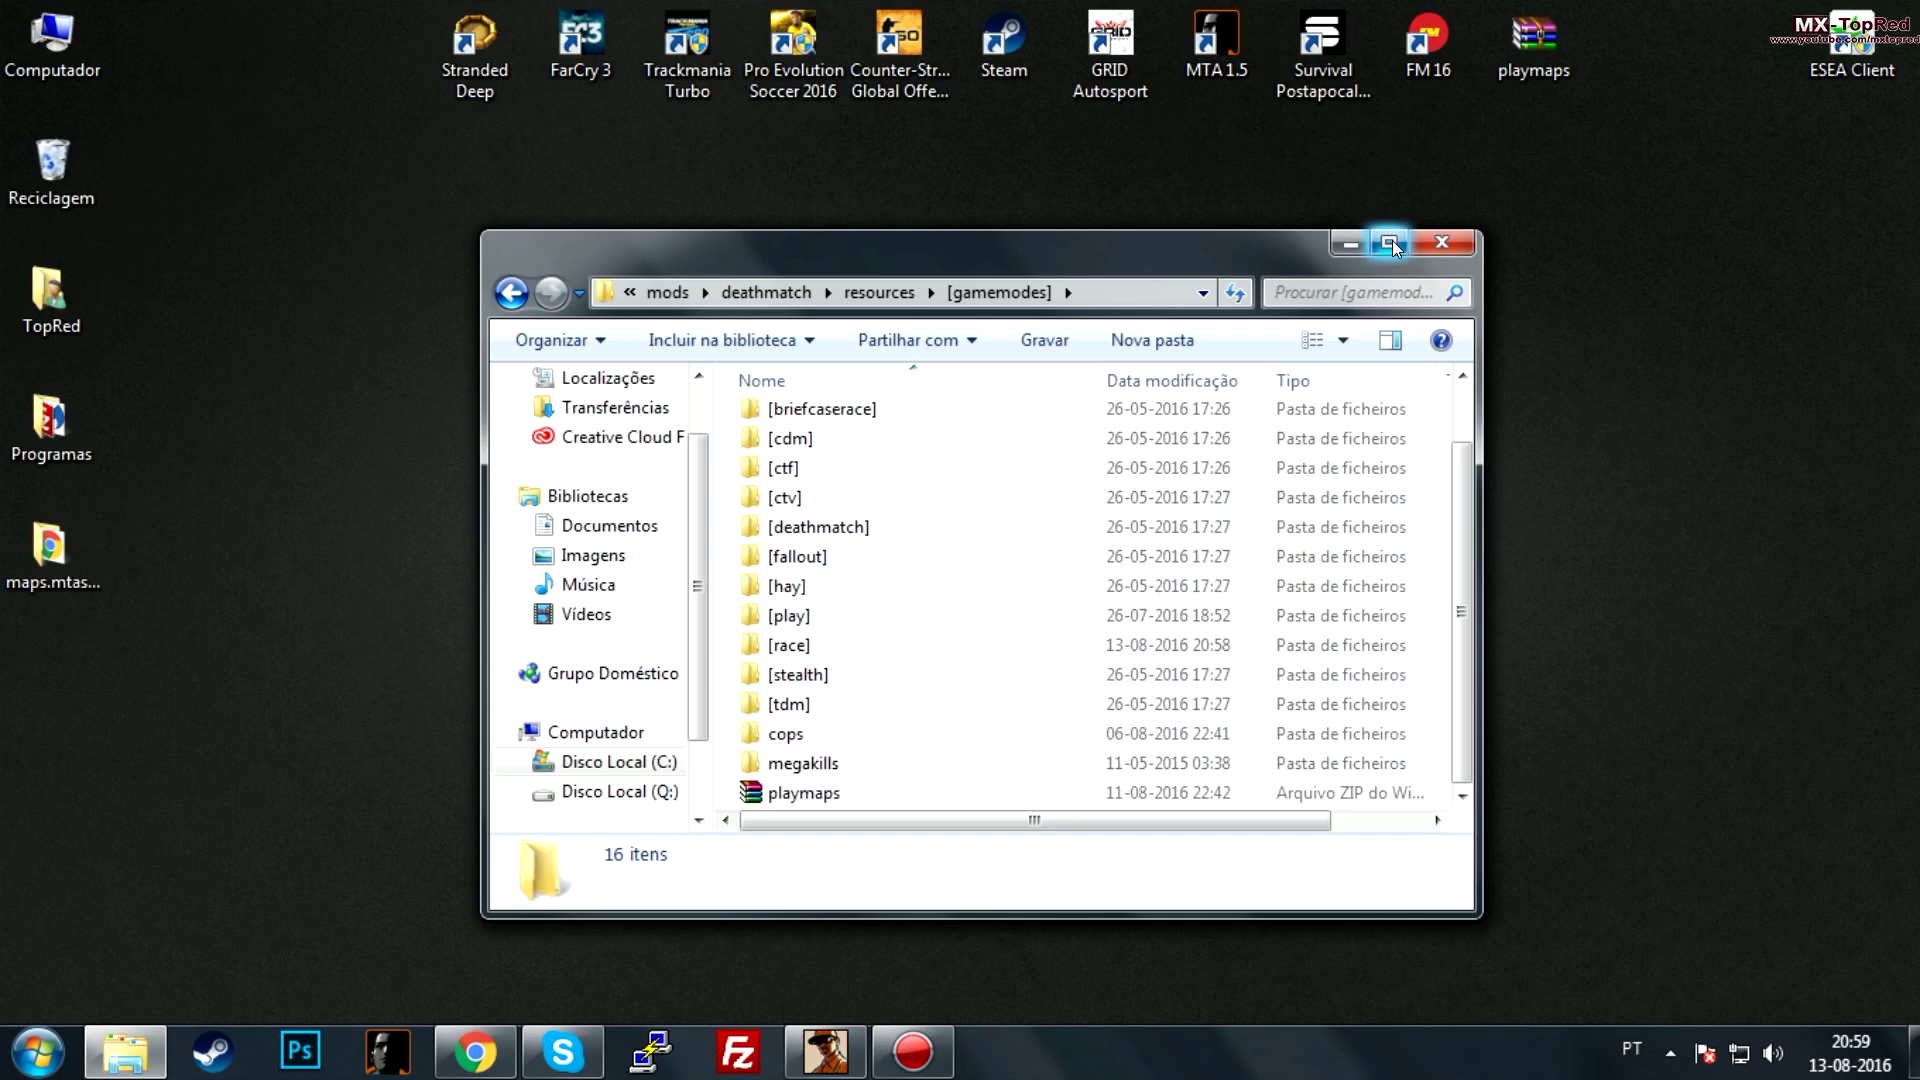 Computador
Stranded
Deep
FarCry 3
Trackmania
Turbo
Pro Evolution
Soccer 2016
Counter-Str...
Global Offe...
Steam
GRID
Autosport
MTA 1.5
Survival
Postapocal...
FM 16
playmaps
MX-TopRed
ESEA Client
Reciclagem
TopRed
Programas
maps.mtas...
« mods deathmatch resources [gamemodes]
Procurar [gamemod...
Organizar Incluir na biblioteca Partilhar com Gravar Nova pasta
Localizações
Transferências
Creative Cloud F
Bibliotecas
Documentos
Imagens
Música
Vídeos
Grupo Doméstico
Computador
Disco Local (C:)
Disco Local (Q:)
Nome Data modificação Tipo
[briefcaserace] 26-05-2016 17:26 Pasta de ficheiros
[cdm] 26-05-2016 17:26 Pasta de ficheiros
[ctf] 26-05-2016 17:26 Pasta de ficheiros
[ctv] 26-05-2016 17:27 Pasta de ficheiros
[deathmatch] 26-05-2016 17:27 Pasta de ficheiros
[fallout] 26-05-2016 17:27 Pasta de ficheiros
[hay] 26-05-2016 17:27 Pasta de ficheiros
[play] 26-07-2016 18:52 Pasta de ficheiros
[race] 13-08-2016 20:58 Pasta de ficheiros
[stealth] 26-05-2016 17:27 Pasta de ficheiros
[tdm] 26-05-2016 17:27 Pasta de ficheiros
cops 06-08-2016 22:41 Pasta de ficheiros
megakills 11-05-2015 03:38 Pasta de ficheiros
playmaps 11-08-2016 22:42 Arquivo ZIP do Wi...
16 itens
Ps
Fz
PT
20:59
13-08-2016